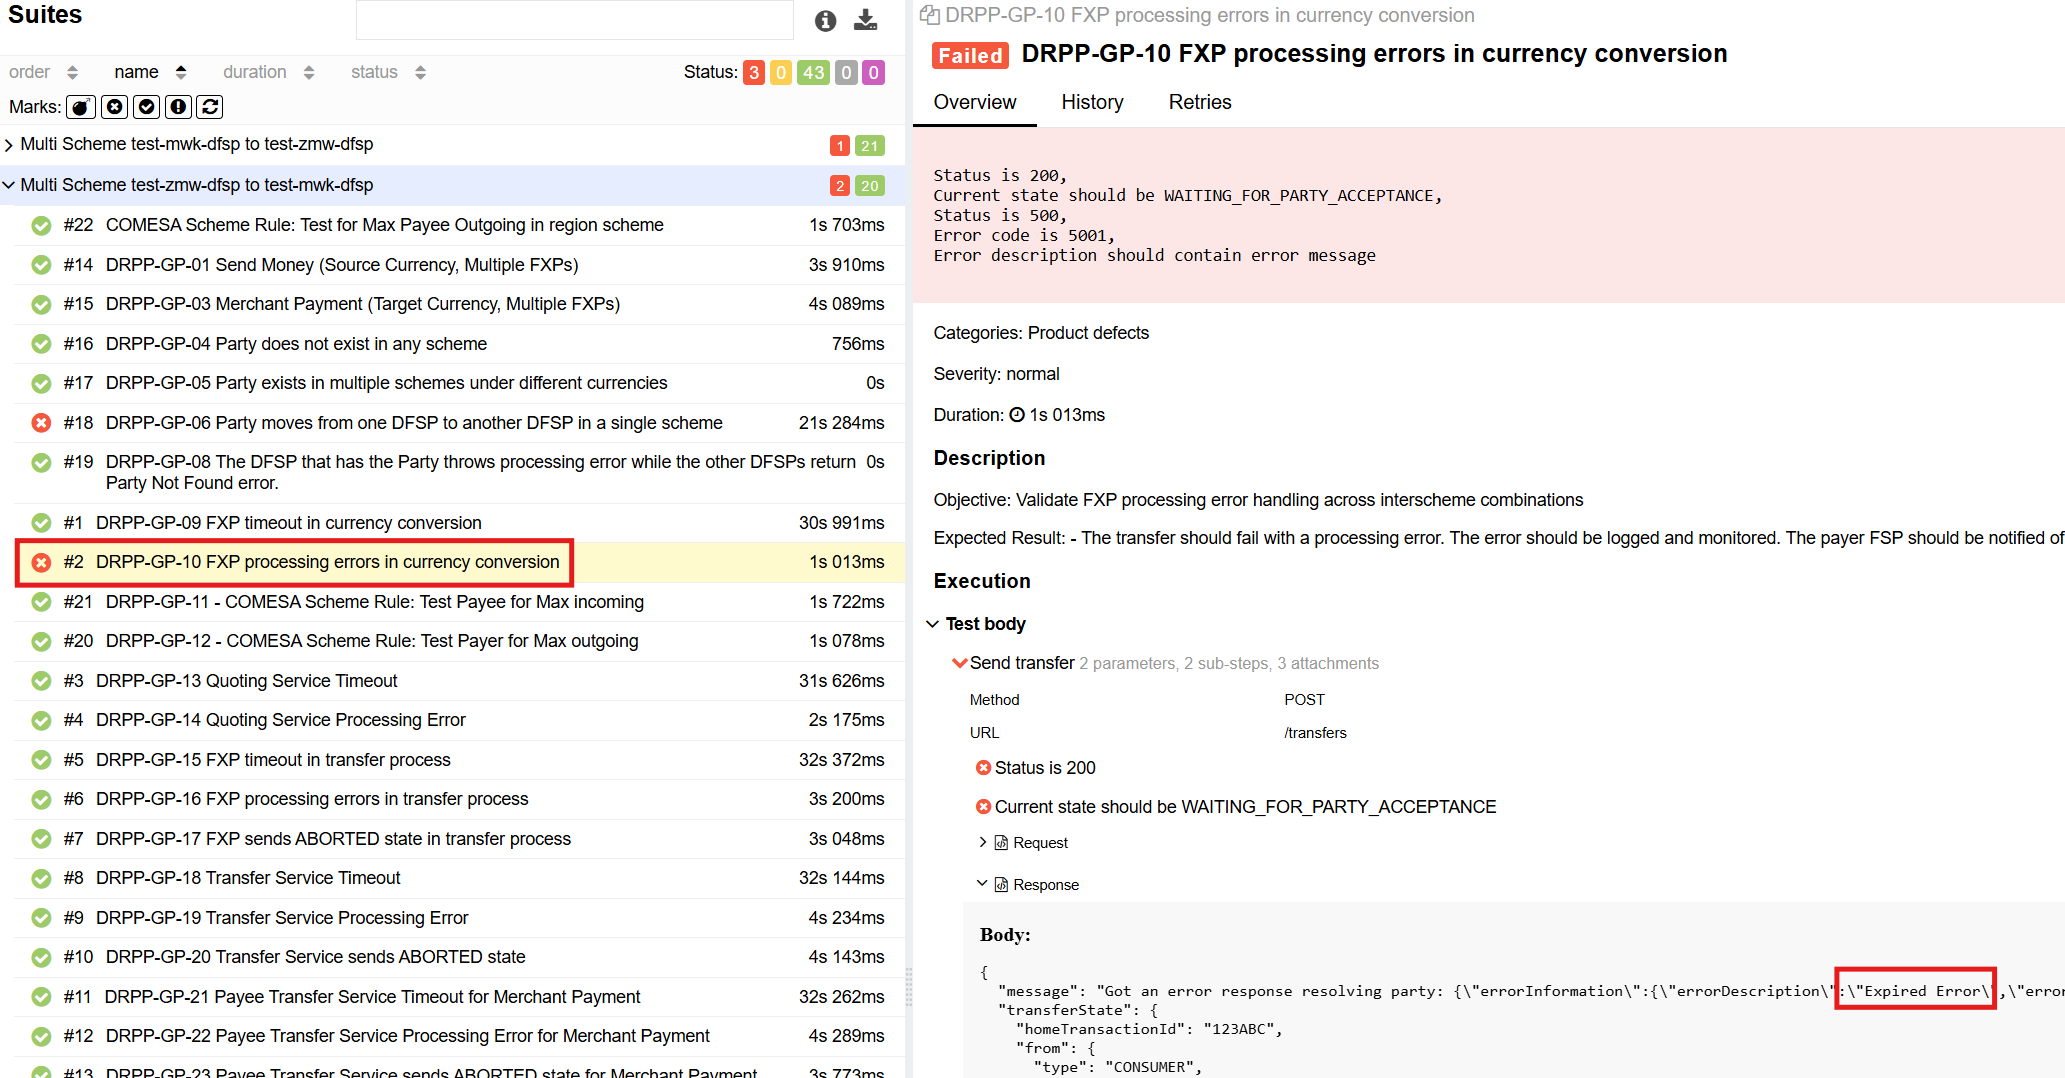 Suites
order name duration status Status: 3 0 43 0 0
Marks:
Multi Scheme test-mwk-dfsp to test-zmw-dfsp 1 21
Multi Scheme test-zmw-dfsp to test-mwk-dfsp 2 20
#22 COMESA Scheme Rule: Test for Max Payee Outgoing in region scheme 1s 703ms
#14 DRPP-GP-01 Send Money (Source Currency, Multiple FXPs) 3s 910ms
#15 DRPP-GP-03 Merchant Payment (Target Currency, Multiple FXPs) 4s 089ms
#16 DRPP-GP-04 Party does not exist in any scheme 756ms
#17 DRPP-GP-05 Party exists in multiple schemes under different currencies 0s
#18 DRPP-GP-06 Party moves from one DFSP to another DFSP in a single scheme 21s 284ms
#19 DRPP-GP-08 The DFSP that has the Party throws processing error while the other DFSPs return 0s
Party Not Found error.
#1 DRPP-GP-09 FXP timeout in currency conversion 30s 991ms
#2 DRPP-GP-10 FXP processing errors in currency conversion 1s 013ms
#21 DRPP-GP-11 - COMESA Scheme Rule: Test Payee for Max incoming 1s 722ms
#20 DRPP-GP-12 - COMESA Scheme Rule: Test Payer for Max outgoing 1s 078ms
#3 DRPP-GP-13 Quoting Service Timeout 31s 626ms
#4 DRPP-GP-14 Quoting Service Processing Error 2s 175ms
#5 DRPP-GP-15 FXP timeout in transfer process 32s 372ms
#6 DRPP-GP-16 FXP processing errors in transfer process 3s 200ms
#7 DRPP-GP-17 FXP sends ABORTED state in transfer process 3s 048ms
#8 DRPP-GP-18 Transfer Service Timeout 32s 144ms
#9 DRPP-GP-19 Transfer Service Processing Error 4s 234ms
#10 DRPP-GP-20 Transfer Service sends ABORTED state 4s 143ms
#11 DRPP-GP-21 Payee Transfer Service Timeout for Merchant Payment 32s 262ms
#12 DRPP-GP-22 Payee Transfer Service Processing Error for Merchant Payment 4s 289ms
#13 DRPP-GP-23 Payee Transfer Service sends ABORTED state for Merchant Payment 3s 773ms
DRPP-GP-10 FXP processing errors in currency conversion
Failed DRPP-GP-10 FXP processing errors in currency conversion
Overview History Retries
Status is 200,
Current state should be WAITING_FOR_PARTY_ACCEPTANCE,
Status is 500,
Error code is 5001,
Error description should contain error message
Categories: Product defects
Severity: normal
Duration: 1s 013ms
Description
Objective: Validate FXP processing error handling across interscheme combinations
Expected Result: - The transfer should fail with a processing error. The error should be logged and monitored. The payer FSP should be notified of
Execution
Test body
Send transfer 2 parameters, 2 sub-steps, 3 attachments
Method POST
URL /transfers
Status is 200
Current state should be WAITING_FOR_PARTY_ACCEPTANCE
Request
Response
Body:
{
"message": "Got an error response resolving party: {\"errorInformation\":{\"errorDescription\":\"Expired Error\",\"error
"transferState": {
"homeTransactionId": "123ABC",
"from": {
"type": "CONSUMER",